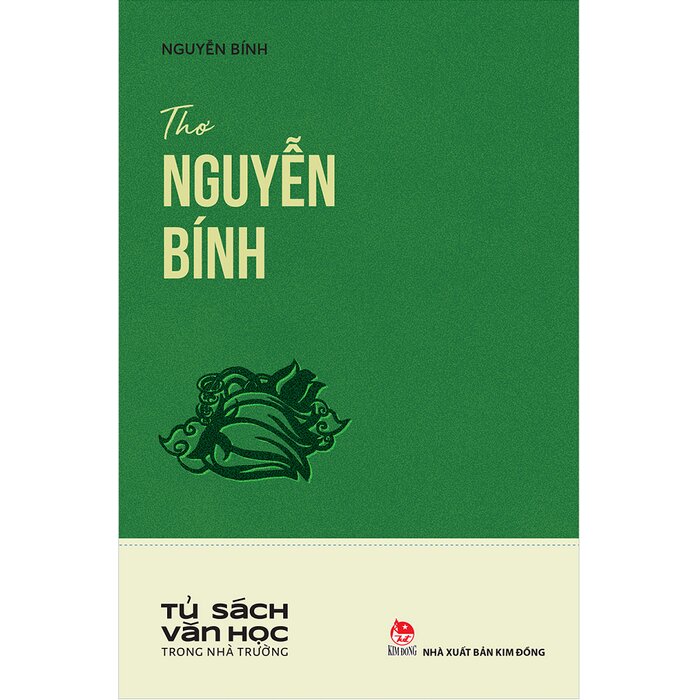 NGUYỄN BÍNH
Thơ
NGUYỄN
BÍNH
TỦ SÁCH
VĂN HỌC
TRONG NHÀ TRƯỜNG
KIM ĐỒNG
NHÀ XUẤT BẢN KIM ĐỒNG